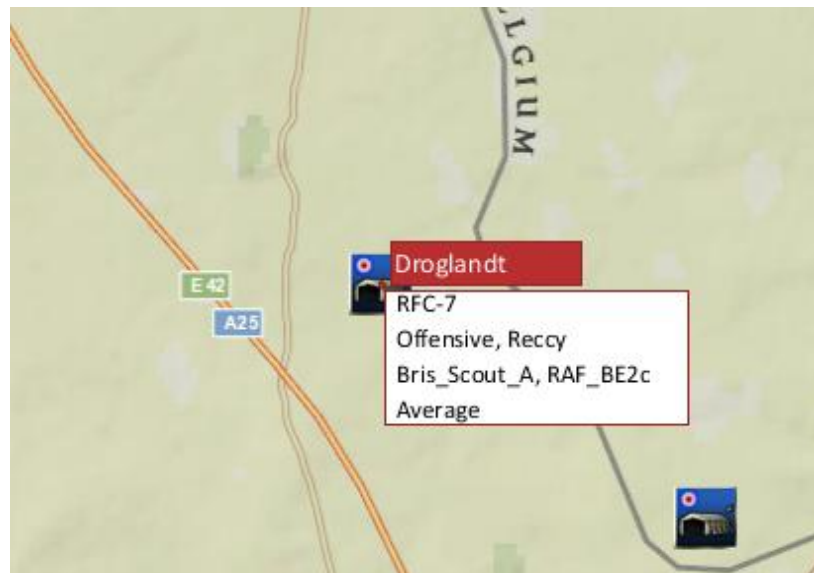 LGIUM
Droglandt
E 42
RFC-7
A25
Offensive, Reccy
Bris_Scout_A, RAF_BE2c
Average